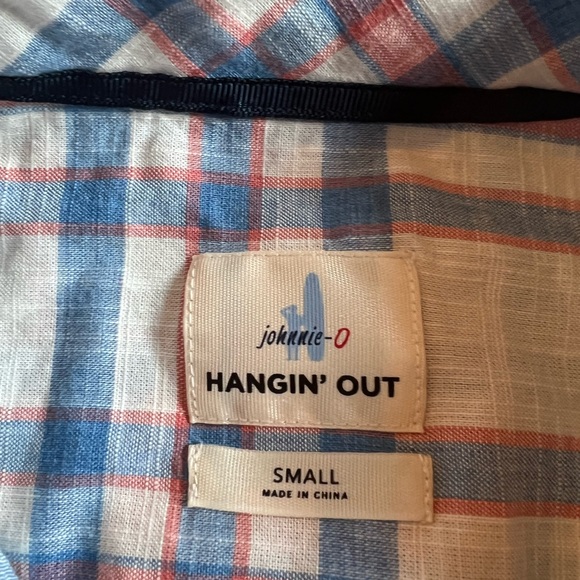 johnnie-O
HANGIN' OUT
SMALL
MADE IN CHINA